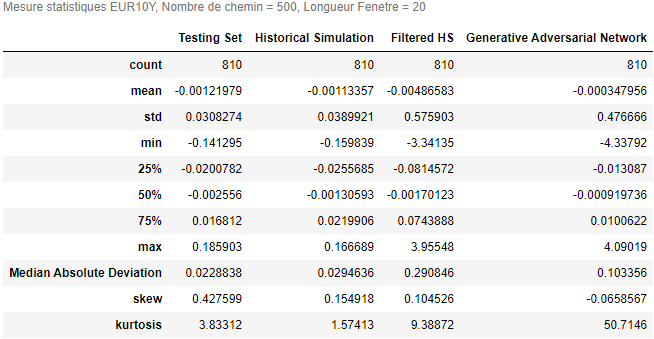 Mesure statistiques EUR10Y, Nombre de chemin = 500, Longueur Fenetre = 20
Testing Set Historical Simulation Filtered HS Generative Adversarial Network
count 810 810 810 810
mean -0.00121979 -0.00113357 -0.00486583 -0.000347956
std 0.0308274 0.0389921 0.575903 0.476666
min -0.141295 -0.159839 -3.34135 -4.33792
25% -0.0200782 -0.0255685 -0.0814572 -0.013087
50% -0.002556 -0.00130593 -0.00170123 -0.000919736
75% 0.016812 0.0219906 0.0743888 0.0100622
max 0.185903 0.166689 3.95548 4.09019
Median Absolute Deviation 0.0228838 0.0294636 0.290846 0.103356
skew 0.427599 0.154918 0.104526 -0.0658567
kurtosis 3.83312 1.57413 9.38872 50.7146